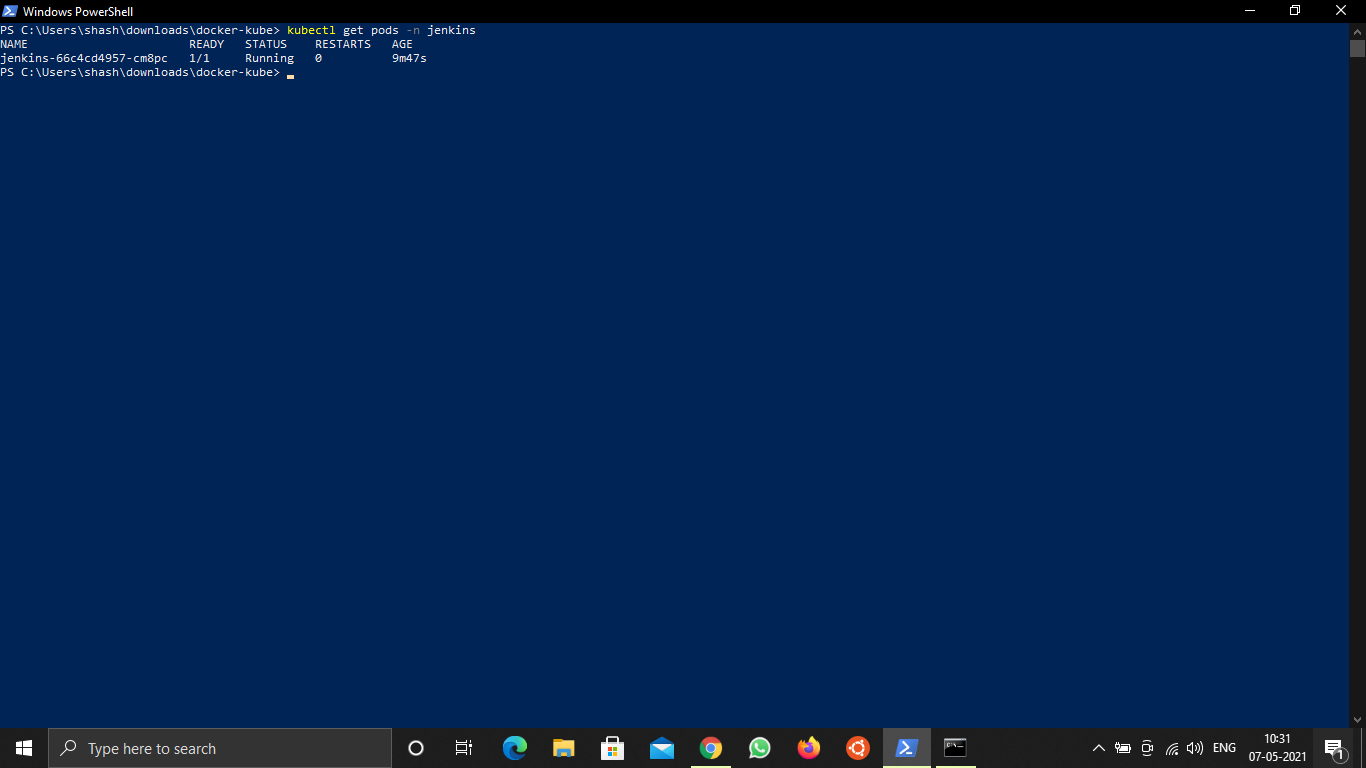 Windows PowerShell
PS C:\Users\shash\downloads\docker-kube> kubectl get pods -n jenkins
NAME                       READY   STATUS    RESTARTS   AGE
jenkins-66c4cd4957-cm8pc   1/1     Running   0          9m47s
PS C:\Users\shash\downloads\docker-kube>
Type here to search
ENG
10:31
07-05-2021
1